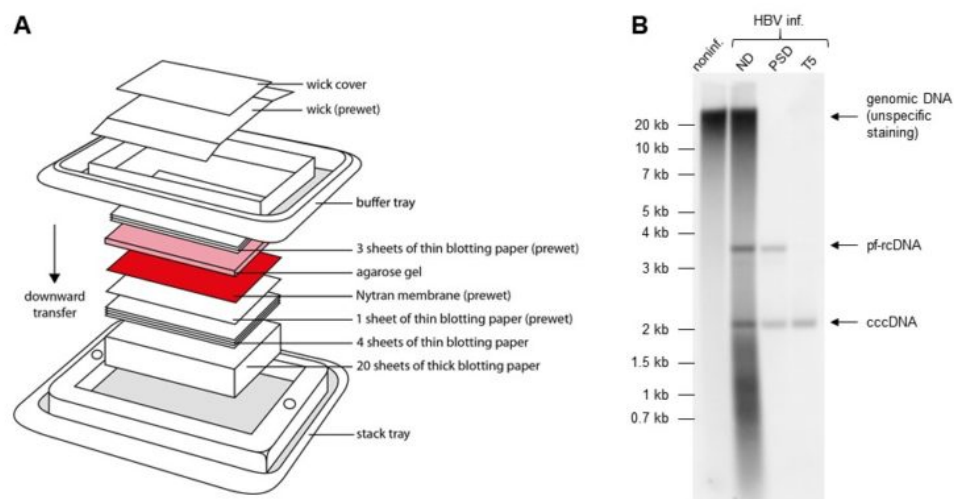 A
wick cover
wick (prewet)
buffer tray
3 sheets of thin blotting paper (prewet)
agarose gel
downward
transfer
Nytran membrane (prewet)
1 sheet of thin blotting paper (prewet)
4 sheets of thin blotting paper
20 sheets of thick blotting paper
stack tray
B
HBV inf.
noninf.
ND
PSD
T5
genomic DNA
(unspecific
staining)
20 kb
10 kb
7 kb
5 kb
4 kb
pf-rcDNA
3 kb
cccDNA
2 kb
1.5 kb
1 kb
0.7 kb